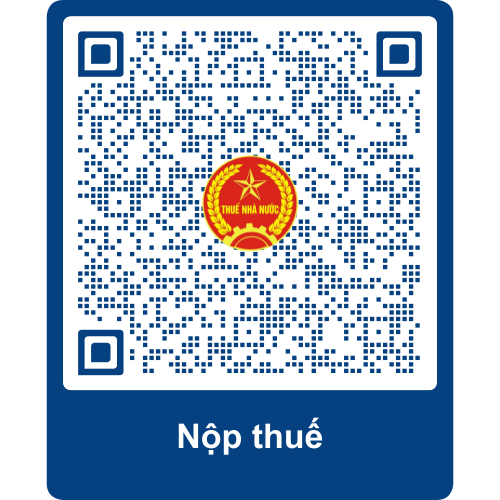 THUẾ NHÀ NƯỚC
Nộp thuế